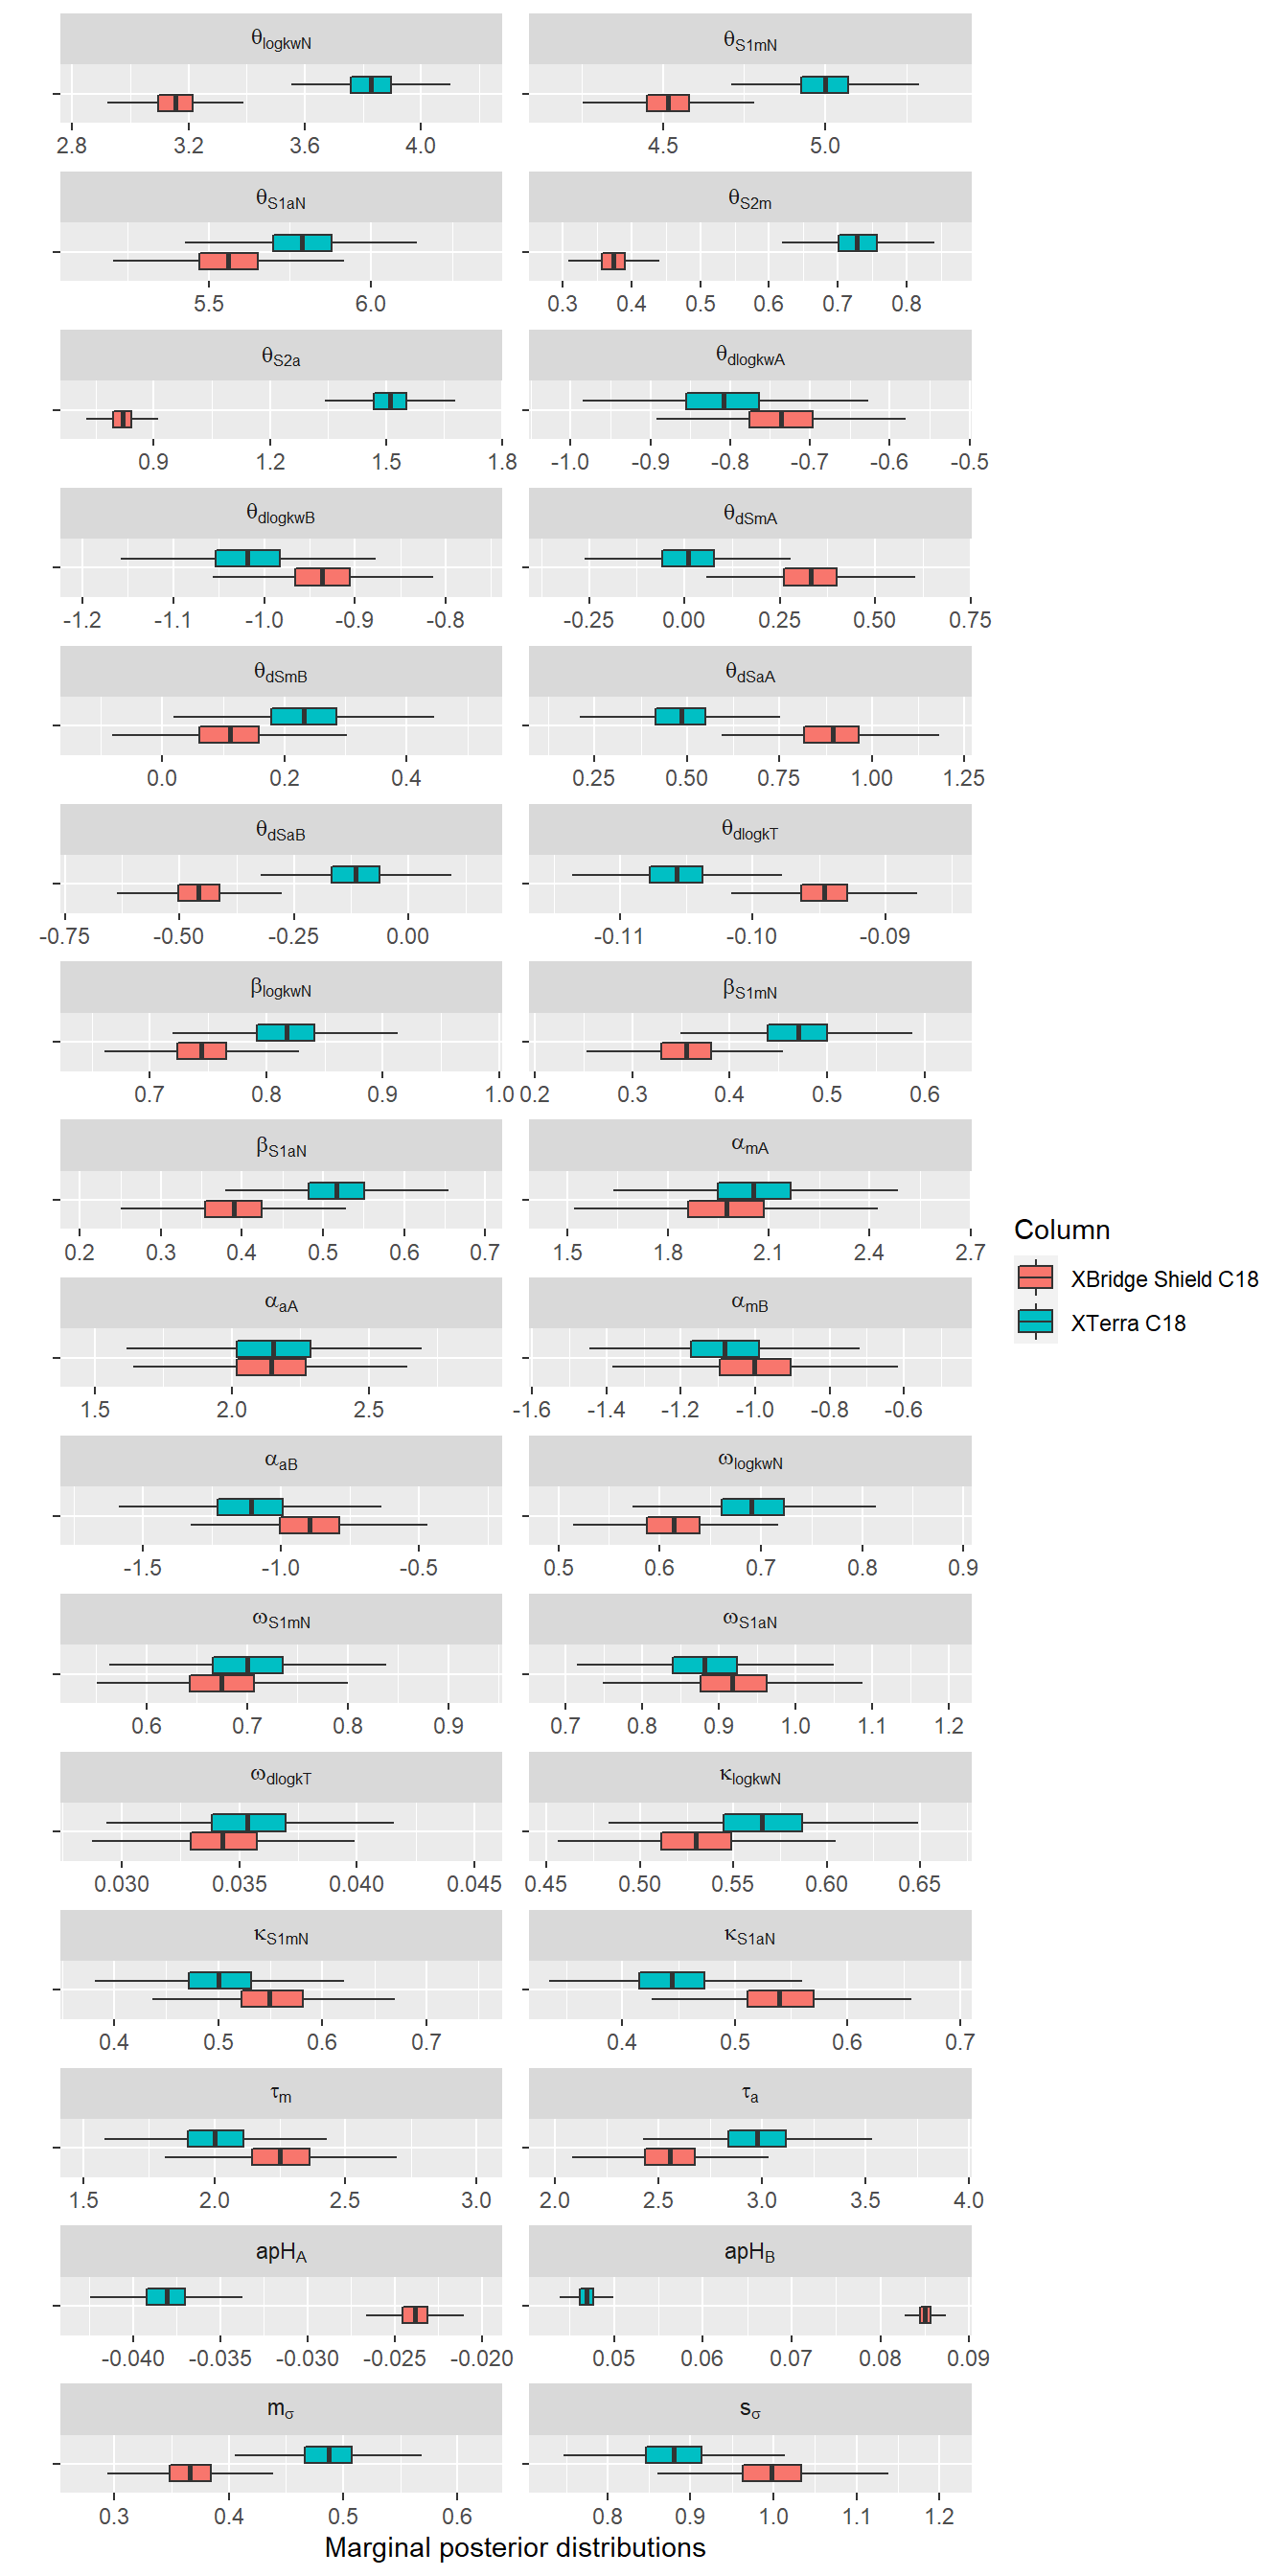 θlogkwN θS1mN
2.8 3.2 3.6 4.0 4.5 5.0
θS1aN θS2m
5.5 6.0 0.3 0.4 0.5 0.6 0.7 0.8
θS2a θdlogkwA
0.9 1.2 1.5 1.8 -1.0 -0.9 -0.8 -0.7 -0.6 -0.5
θdlogkwB θdSmA
-1.2 -1.1 -1.0 -0.9 -0.8 -0.25 0.00 0.25 0.50 0.75
θdSmB θdSaA
0.0 0.2 0.4 0.25 0.50 0.75 1.00 1.25
θdSaB θdlogkT
-0.75 -0.50 -0.25 0.00 -0.11 -0.10 -0.09
βlogkwN βS1mN
0.7 0.8 0.9 1.0 0.2 0.3 0.4 0.5 0.6
βS1aN αmA
0.2 0.3 0.4 0.5 0.6 0.7 1.5 1.8 2.1 2.4 2.7
Column
XBridge Shield C18
XTerra C18
αaA αmB
1.5 2.0 2.5 -1.6 -1.4 -1.2 -1.0 -0.8 -0.6
αaB ωlogkwN
-1.5 -1.0 -0.5 0.5 0.6 0.7 0.8 0.9
ωS1mN ωS1aN
0.6 0.7 0.8 0.9 0.7 0.8 0.9 1.0 1.1 1.2
ωdlogkT κlogkwN
0.030 0.035 0.040 0.045 0.45 0.50 0.55 0.60 0.65
κS1mN κS1aN
0.4 0.5 0.6 0.7 0.4 0.5 0.6 0.7
τm τa
1.5 2.0 2.5 3.0 2.0 2.5 3.0 3.5 4.0
apHA apHB
-0.040 -0.035 -0.030 -0.025 -0.020 0.05 0.06 0.07 0.08 0.09
mσ sσ
0.3 0.4 0.5 0.6 0.8 0.9 1.0 1.1 1.2
Marginal posterior distributions